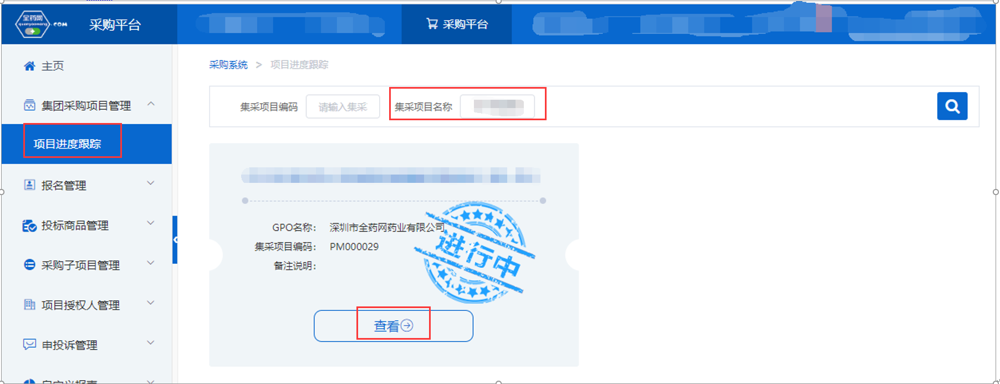 全药网
quanyaowang.COM
采购平台
采购平台
主页
集团采购项目管理
项目进度跟踪
报名管理
投标商品管理
采购子项目管理
项目授权人管理
申投诉管理
自定义报表
采购系统 > 项目进度跟踪
集采项目编码 请输入集采 集采项目名称
GPO名称： 深圳市全药网药业有限公司
集采项目编码： PM000029
备注说明：
进行中
查看